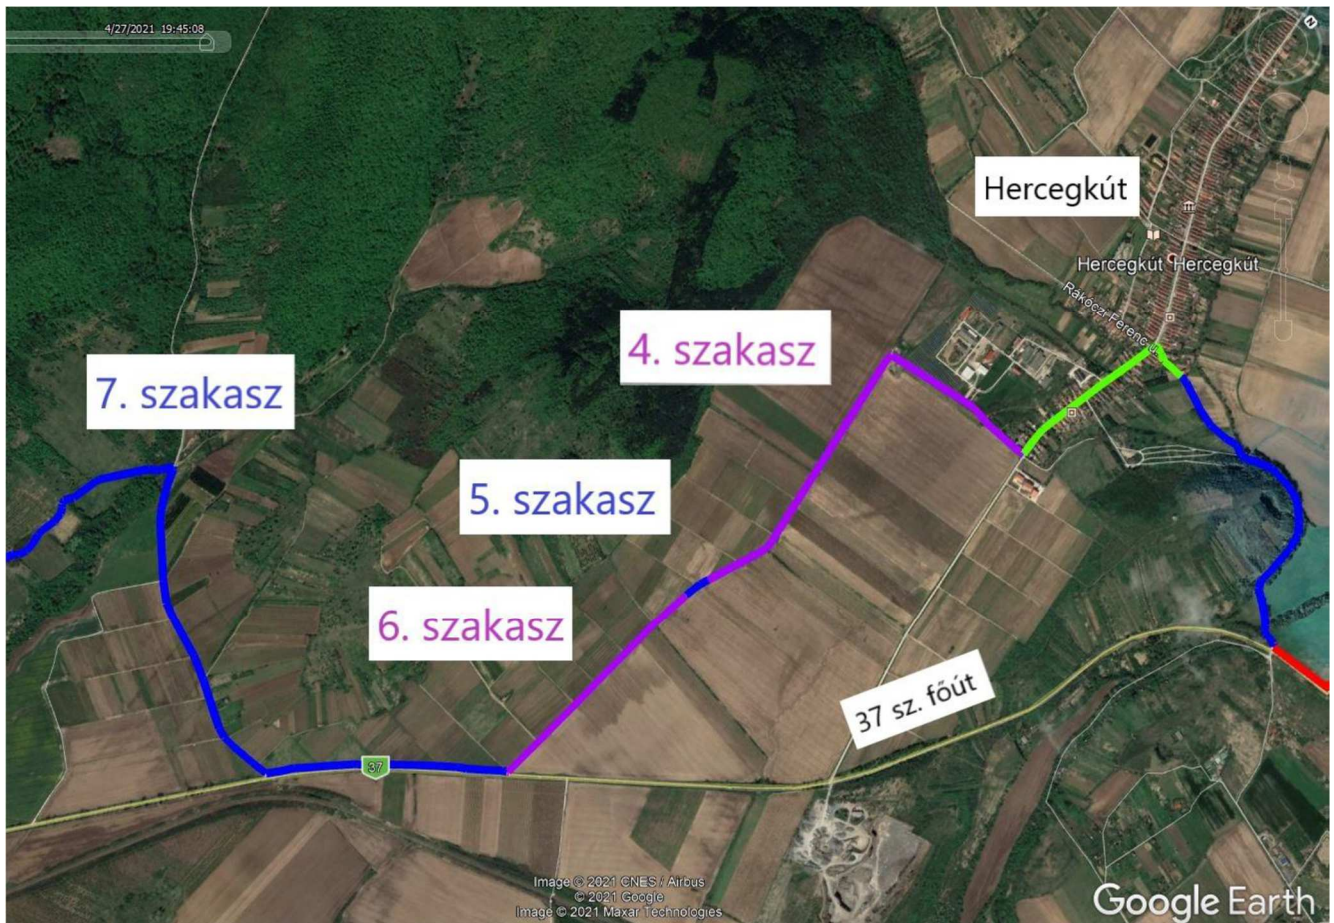 4/27/2021 19:45:08
N
Hercegkút
Hercegkút Hercegkút
Rákóczi Ferenc u.
4. szakasz
7. szakasz
5. szakasz
6. szakasz
37 sz. főút
37
Image © 2021 CNES / Airbus
© 2021 Google
Image © 2021 Maxar Technologies
Google Earth